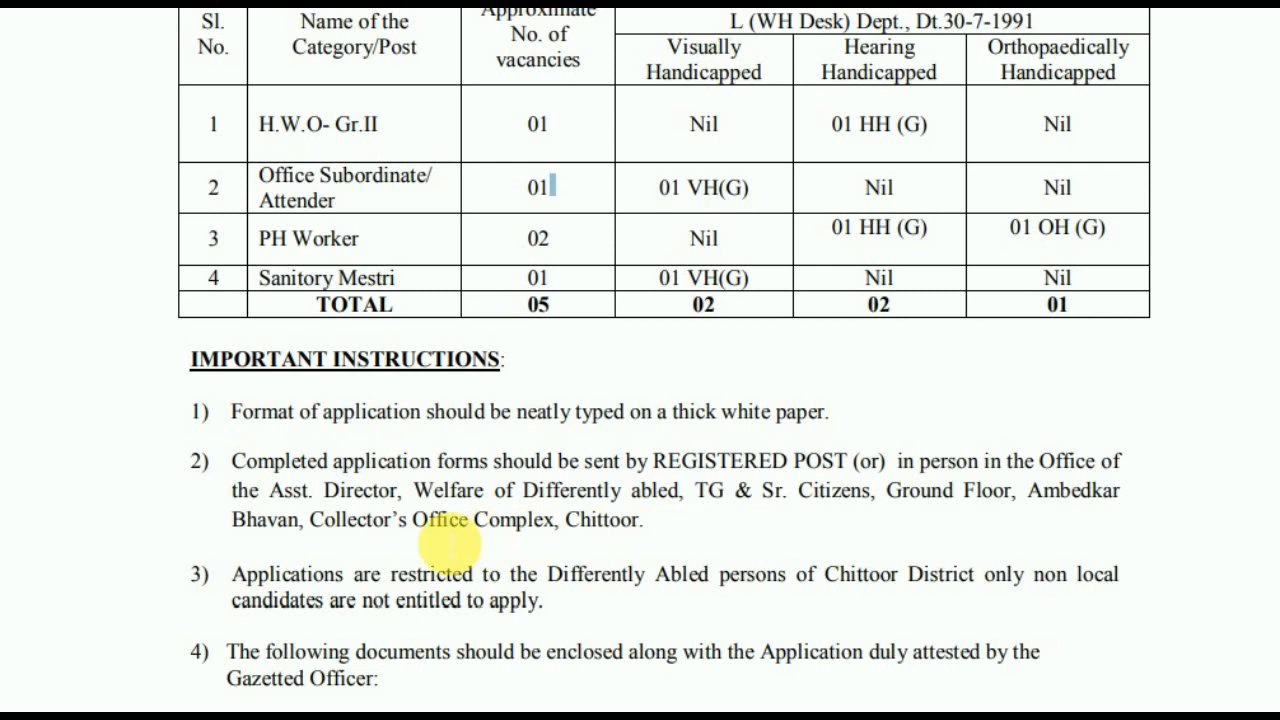 Sl. No. Name of the Category/Post Approximate No. of vacancies L (WH Desk) Dept., Dt.30-7-1991
Visually Handicapped Hearing Handicapped Orthopaedically Handicapped
1 H.W.O- Gr.II 01 Nil 01 HH (G) Nil
2 Office Subordinate/ Attender 01 01 VH(G) Nil Nil
3 PH Worker 02 Nil 01 HH (G) 01 OH (G)
4 Sanitory Mestri 01 01 VH(G) Nil Nil
TOTAL 05 02 02 01
IMPORTANT INSTRUCTIONS:
1) Format of application should be neatly typed on a thick white paper.
2) Completed application forms should be sent by REGISTERED POST (or) in person in the Office of
the Asst. Director, Welfare of Differently abled, TG & Sr. Citizens, Ground Floor, Ambedkar
Bhavan, Collector's Office Complex, Chittoor.
3) Applications are restricted to the Differently Abled persons of Chittoor District only non local
candidates are not entitled to apply.
4) The following documents should be enclosed along with the Application duly attested by the
Gazetted Officer: